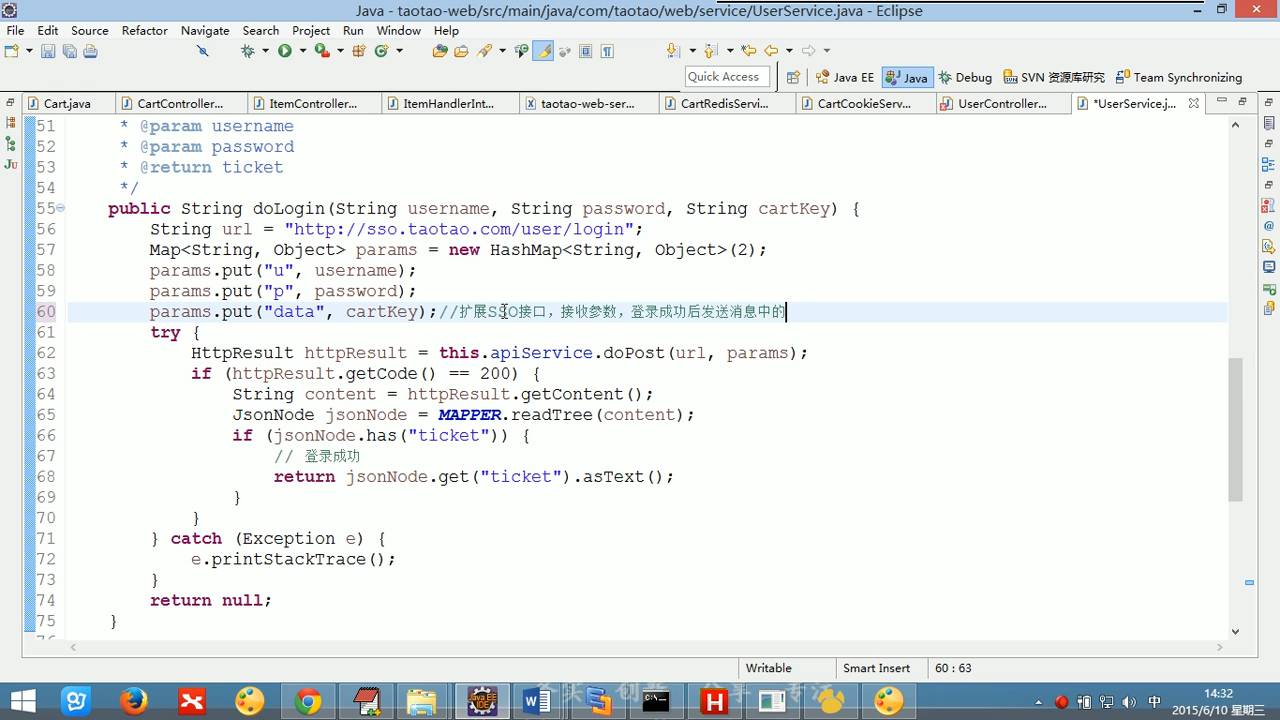 Java - taotao-web/src/main/java/com/taotao/web/service/UserService.java - Eclipse
File Edit Source Refactor Navigate Search Project Run Window Help
Quick Access Java EE Java Debug SVN 资源库研究 Team Synchronizing
Cart.java CartController... ItemController... ItemHandlerInt... taotao-web-ser... CartRedisServi... CartCookieServ... UserController... *UserService.j...
51 * @param username
52 * @param password
53 * @return ticket
54 */
55 public String doLogin(String username, String password, String cartKey) {
56 String url = "http://sso.taotao.com/user/login";
57 Map<String, Object> params = new HashMap<String, Object>(2);
58 params.put("u", username);
59 params.put("p", password);
60 params.put("data", cartKey);//扩展SSO接口，接收参数，登录成功后发送消息中的
61 try {
62 HttpResult httpResult = this.apiService.doPost(url, params);
63 if (httpResult.getCode() == 200) {
64 String content = httpResult.getContent();
65 JsonNode jsonNode = MAPPER.readTree(content);
66 if (jsonNode.has("ticket")) {
67 // 登录成功
68 return jsonNode.get("ticket").asText();
69 }
70 }
71 } catch (Exception e) {
72 e.printStackTrace();
73 }
74 return null;
75 }
Writable Smart Insert 60 : 63
中 14:32
2015/6/10 星期三